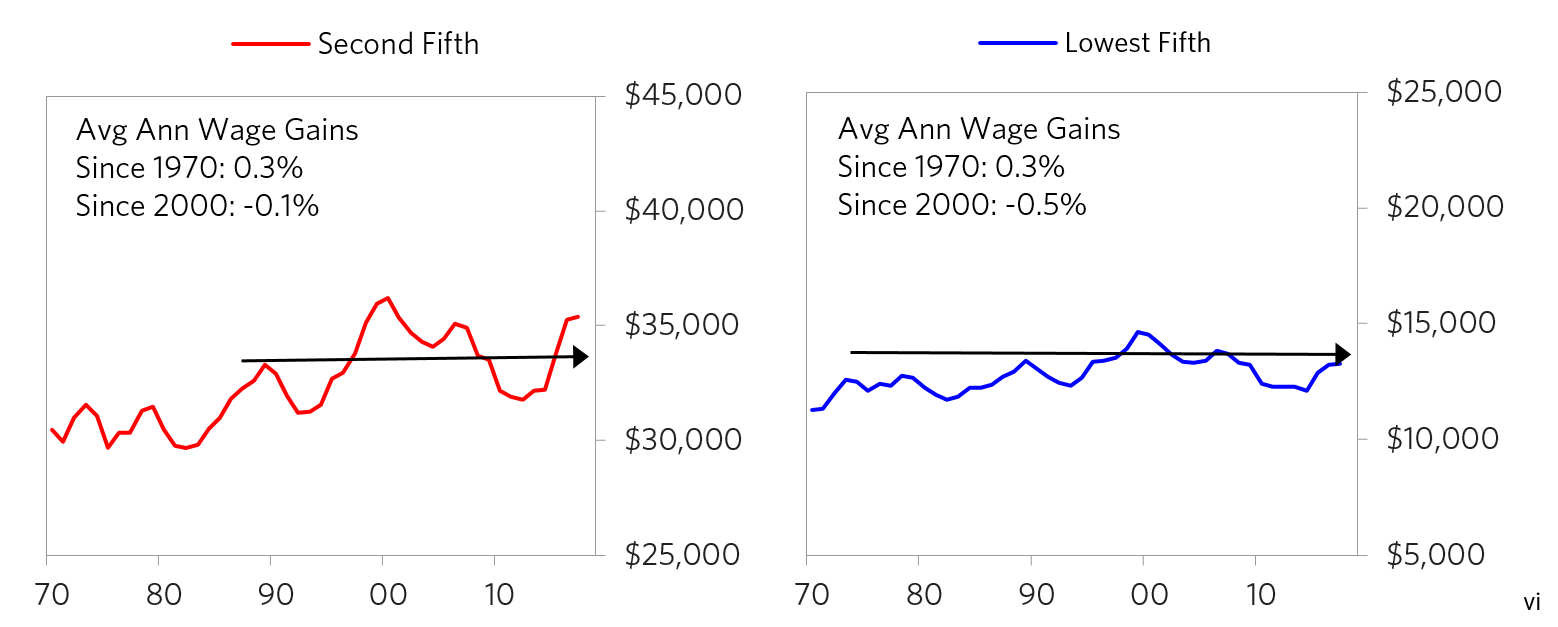 Second Fifth
Avg Ann Wage Gains
Since 1970: 0.3%
Since 2000: -0.1%
$45,000
$40,000
$35,000
$30,000
$25,000
70 80 90 00 10
Lowest Fifth
Avg Ann Wage Gains
Since 1970: 0.3%
Since 2000: -0.5%
$25,000
$20,000
$15,000
$10,000
$5,000
70 80 90 00 10
vi